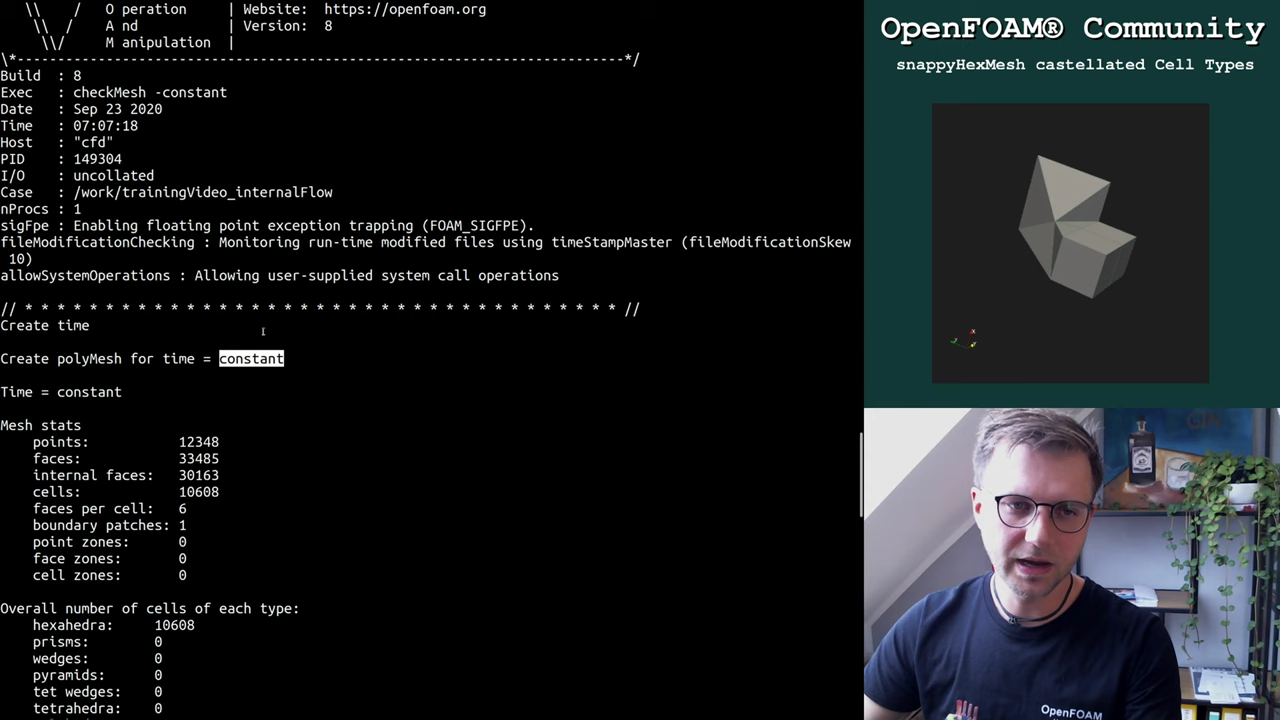 \\   /   O peration   | Website:  https://openfoam.org
\\  /    A nd         | Version:  8
\\/     M anipulation  |
\*---------------------------------------------------------------------------*/
Build  : 8
Exec   : checkMesh -constant
Date   : Sep 23 2020
Time   : 07:07:18
Host   : "cfd"
PID    : 149304
I/O    : uncollated
Case   : /work/trainingVideo_internalFlow
nProcs : 1
sigFpe : Enabling floating point exception trapping (FOAM_SIGFPE).
fileModificationChecking : Monitoring run-time modified files using timeStampMaster (fileModificationSkew
10)
allowSystemOperations : Allowing user-supplied system call operations
// * * * * * * * * * * * * * * * * * * * * * * * * * * * * * * * * * * * * * //
Create time
Create polyMesh for time = constant
Time = constant
Mesh stats
points:           12348
faces:            33485
internal faces:   30163
cells:            10608
faces per cell:   6
boundary patches: 1
point zones:      0
face zones:       0
cell zones:       0
Overall number of cells of each type:
hexahedra:     10608
prisms:        0
wedges:        0
pyramids:      0
tet wedges:    0
tetrahedra:    0
OpenFOAM® Community
snappyHexMesh castellated Cell Types
OpenFOAM